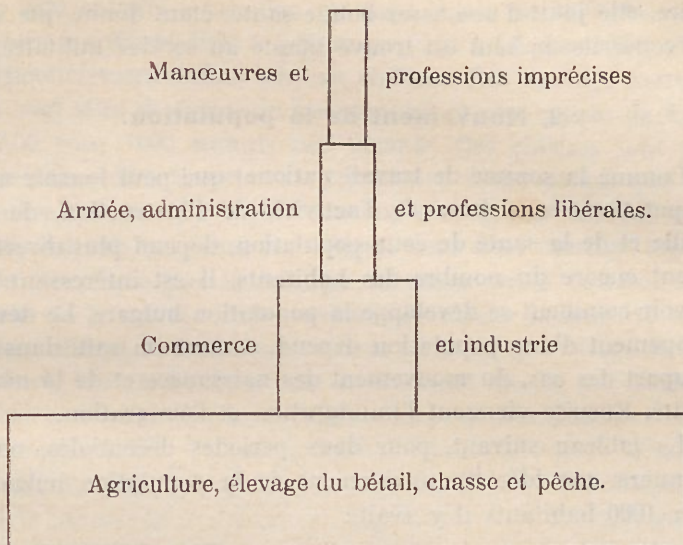 Manœuvres et professions imprécises
Armée, administration et professions libérales.
Commerce et industrie
Agriculture, élevage du bétail, chasse et pêche.